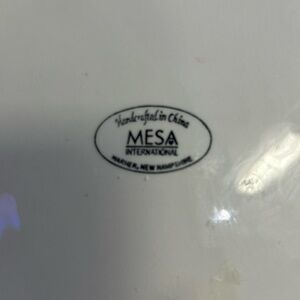 Handcrafted in China
MESA
INTERNATIONAL
WARNER, NEW HAMPSHIRE